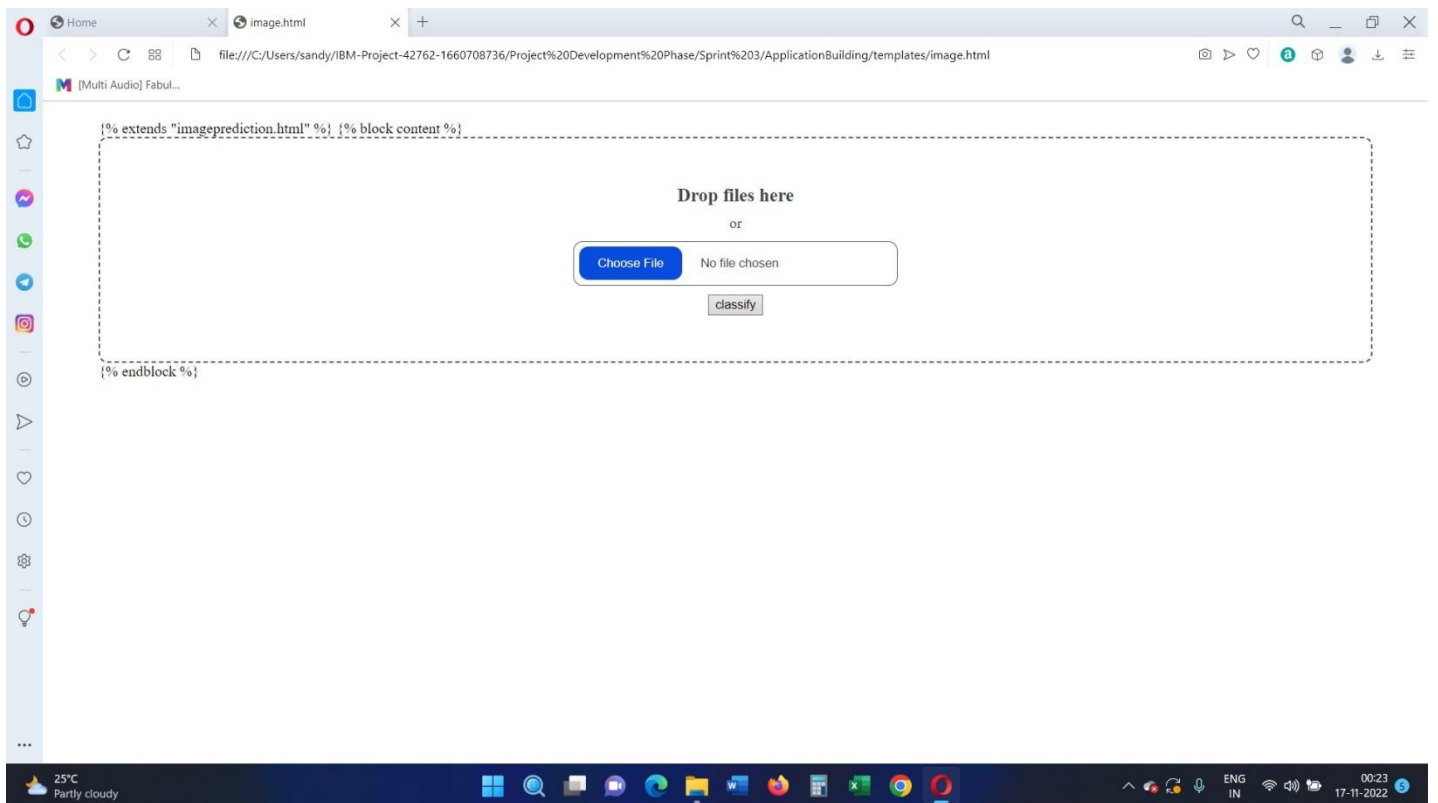 Home
image.html
file:///C:/Users/sandy/IBM-Project-42762-1660708736/Project%20Development%20Phase/Sprint%203/ApplicationBuilding/templates/image.html
a
[Multi Audio] Fabul...
{% extends "imageprediction.html" %} {% block content %}
Drop files here
or
Choose File No file chosen
classify
{% endblock %}
25°C
Partly cloudy
ENG
IN
00:23
17-11-2022
5